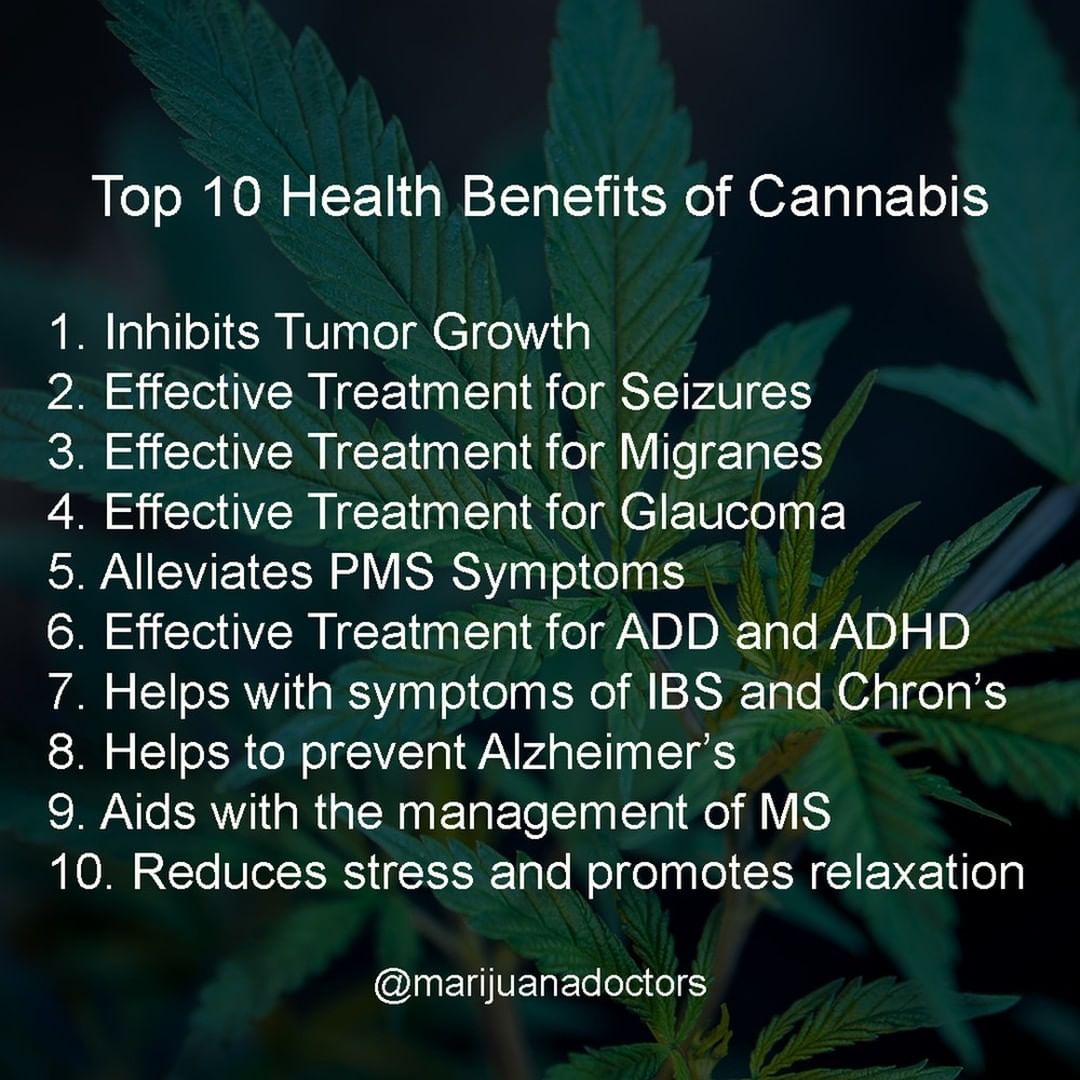 Top 10 Health Benefits of Cannabis
1. Inhibits Tumor Growth
2. Effective Treatment for Seizures
3. Effective Treatment for Migranes
4. Effective Treatment for Glaucoma
5. Alleviates PMS Symptoms
6. Effective Treatment for ADD and ADHD
7. Helps with symptoms of IBS and Chron's
8. Helps to prevent Alzheimer's
9. Aids with the management of MS
10. Reduces stress and promotes relaxation
@marijuanadoctors